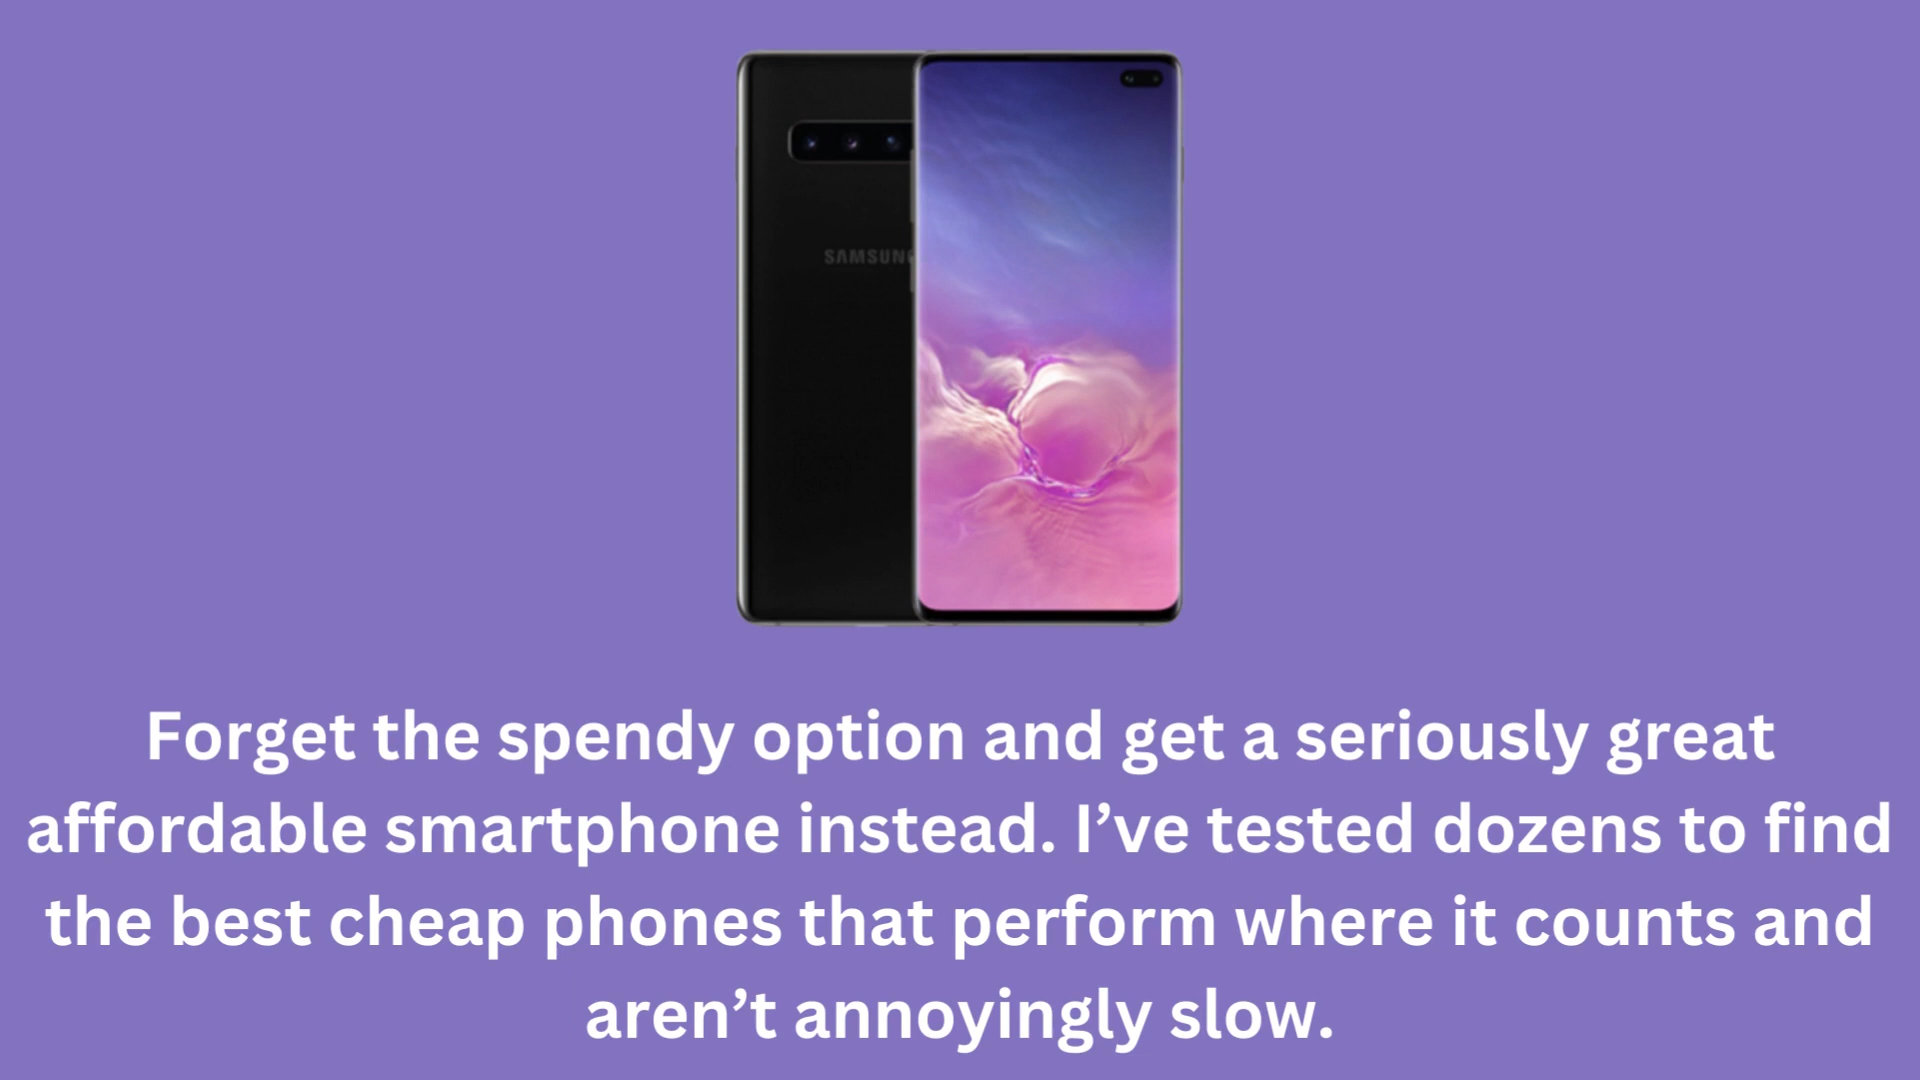 SAMSUN
Forget the spendy option and get a seriously great
affordable smartphone instead. I’ve tested dozens to find
the best cheap phones that perform where it counts and
aren’t annoyingly slow.